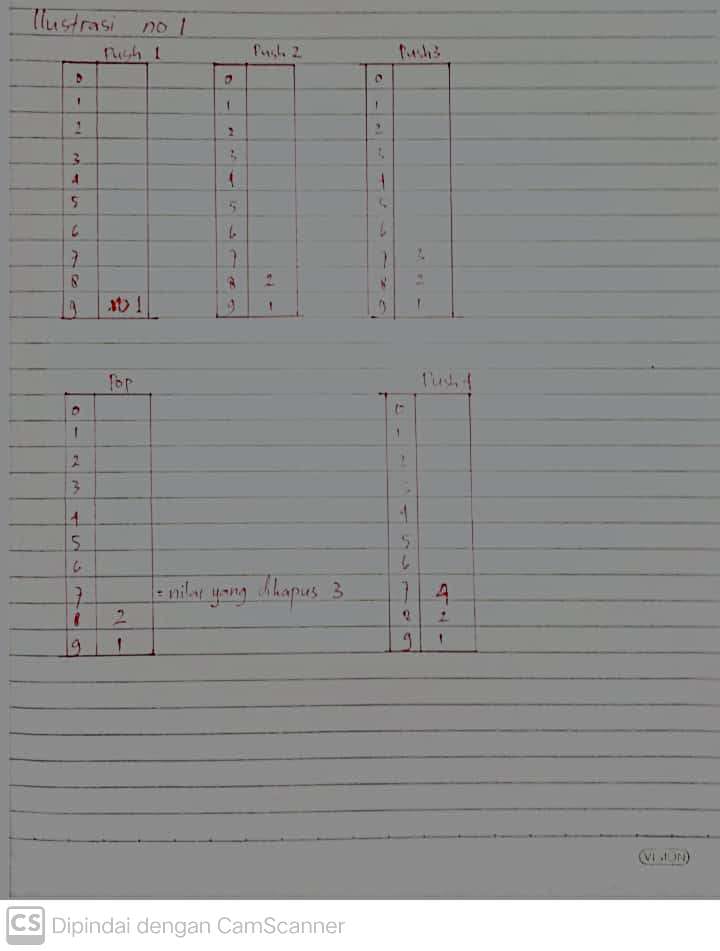 Ilustrasi no 1
Push 1 Push 2 Push 3
0 0 0
1 1 1
2 2 2
3 3 3
4 4 4
5 5 5
6 6 6
7 7 7 3
8 8 2 8 2
9 1 9 1 9 1
Pop Push 4
0 0
1 1
2 2
3 3
4 4
5 5
6 6
7 = nilai yang dihapus 3 7 4
8 2 8 2
9 1 9 1
VISION
CS Dipindai dengan CamScanner